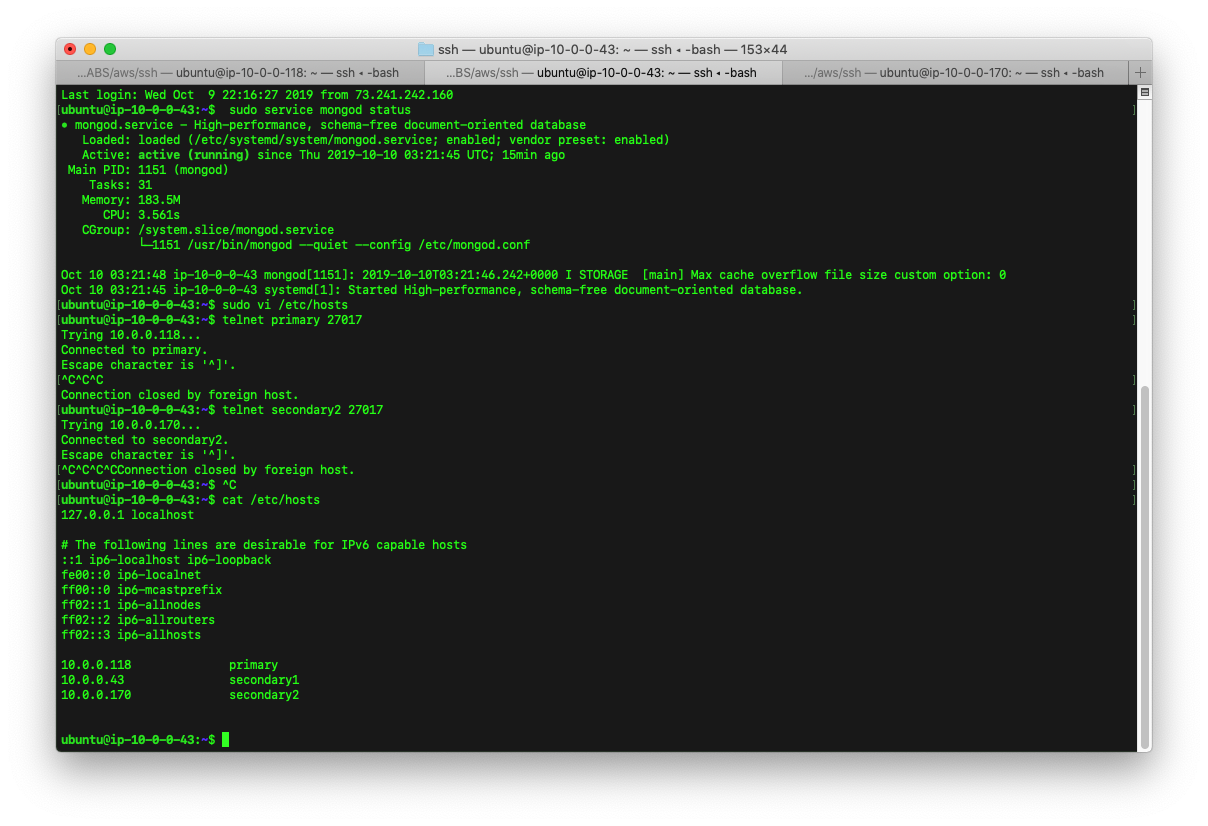 ssh — ubuntu@ip-10-0-0-43: ~ — ssh ◂ -bash — 153×44
...ABS/aws/ssh — ubuntu@ip-10-0-0-118: ~ — ssh ◂ -bash
...BS/aws/ssh — ubuntu@ip-10-0-0-43: ~ — ssh ◂ -bash
.../aws/ssh — ubuntu@ip-10-0-0-170: ~ — ssh ◂ -bash
Last login: Wed Oct  9 22:16:27 2019 from 73.241.242.160
[ubuntu@ip-10-0-0-43:~$  sudo service mongod status ]
● mongod.service - High-performance, schema-free document-oriented database
   Loaded: loaded (/etc/systemd/system/mongod.service; enabled; vendor preset: enabled)
   Active: active (running) since Thu 2019-10-10 03:21:45 UTC; 15min ago
 Main PID: 1151 (mongod)
    Tasks: 31
   Memory: 183.5M
      CPU: 3.561s
   CGroup: /system.slice/mongod.service
           └─1151 /usr/bin/mongod --quiet --config /etc/mongod.conf
Oct 10 03:21:48 ip-10-0-0-43 mongod[1151]: 2019-10-10T03:21:46.242+0000 I STORAGE  [main] Max cache overflow file size custom option: 0
Oct 10 03:21:45 ip-10-0-0-43 systemd[1]: Started High-performance, schema-free document-oriented database.
[ubuntu@ip-10-0-0-43:~$ sudo vi /etc/hosts ]
[ubuntu@ip-10-0-0-43:~$ telnet primary 27017 ]
Trying 10.0.0.118...
Connected to primary.
Escape character is '^]'.
[^C^C^C ]
Connection closed by foreign host.
[ubuntu@ip-10-0-0-43:~$ telnet secondary2 27017 ]
Trying 10.0.0.170...
Connected to secondary2.
Escape character is '^]'.
[^C^C^C^CConnection closed by foreign host. ]
[ubuntu@ip-10-0-0-43:~$ ^C ]
[ubuntu@ip-10-0-0-43:~$ cat /etc/hosts ]
127.0.0.1 localhost
# The following lines are desirable for IPv6 capable hosts
::1 ip6-localhost ip6-loopback
fe00::0 ip6-localnet
ff00::0 ip6-mcastprefix
ff02::1 ip6-allnodes
ff02::2 ip6-allrouters
ff02::3 ip6-allhosts
10.0.0.118              primary
10.0.0.43               secondary1
10.0.0.170              secondary2
ubuntu@ip-10-0-0-43:~$